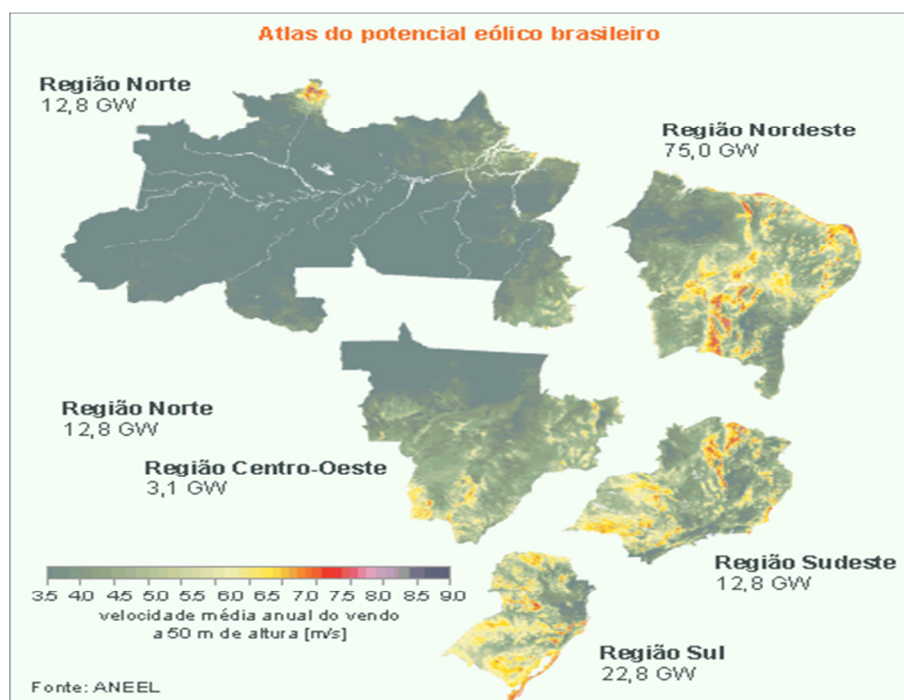 Atlas do potencial eólico brasileiro
Região Norte
12,8 GW
Região Nordeste
75,0 GW
Região Norte
12,8 GW
Região Centro-Oeste
3,1 GW
Região Sudeste
12,8 GW
Região Sul
22,8 GW
3.5 4.0 4.5 5.0 5.5 6.0 6.5 7.0 7.5 8.0 8.5 9.0
velocidade média anual do vendo
a 50 m de altura [m/s]
Fonte: ANEEL